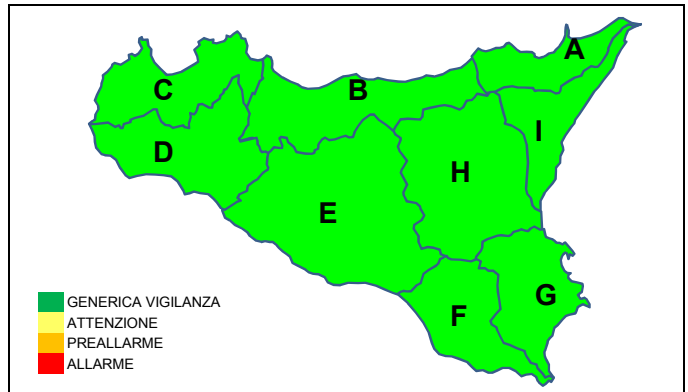 A
C
B
I
D
H
E
G
F
GENERICA VIGILANZA
ATTENZIONE
PREALLARME
ALLARME